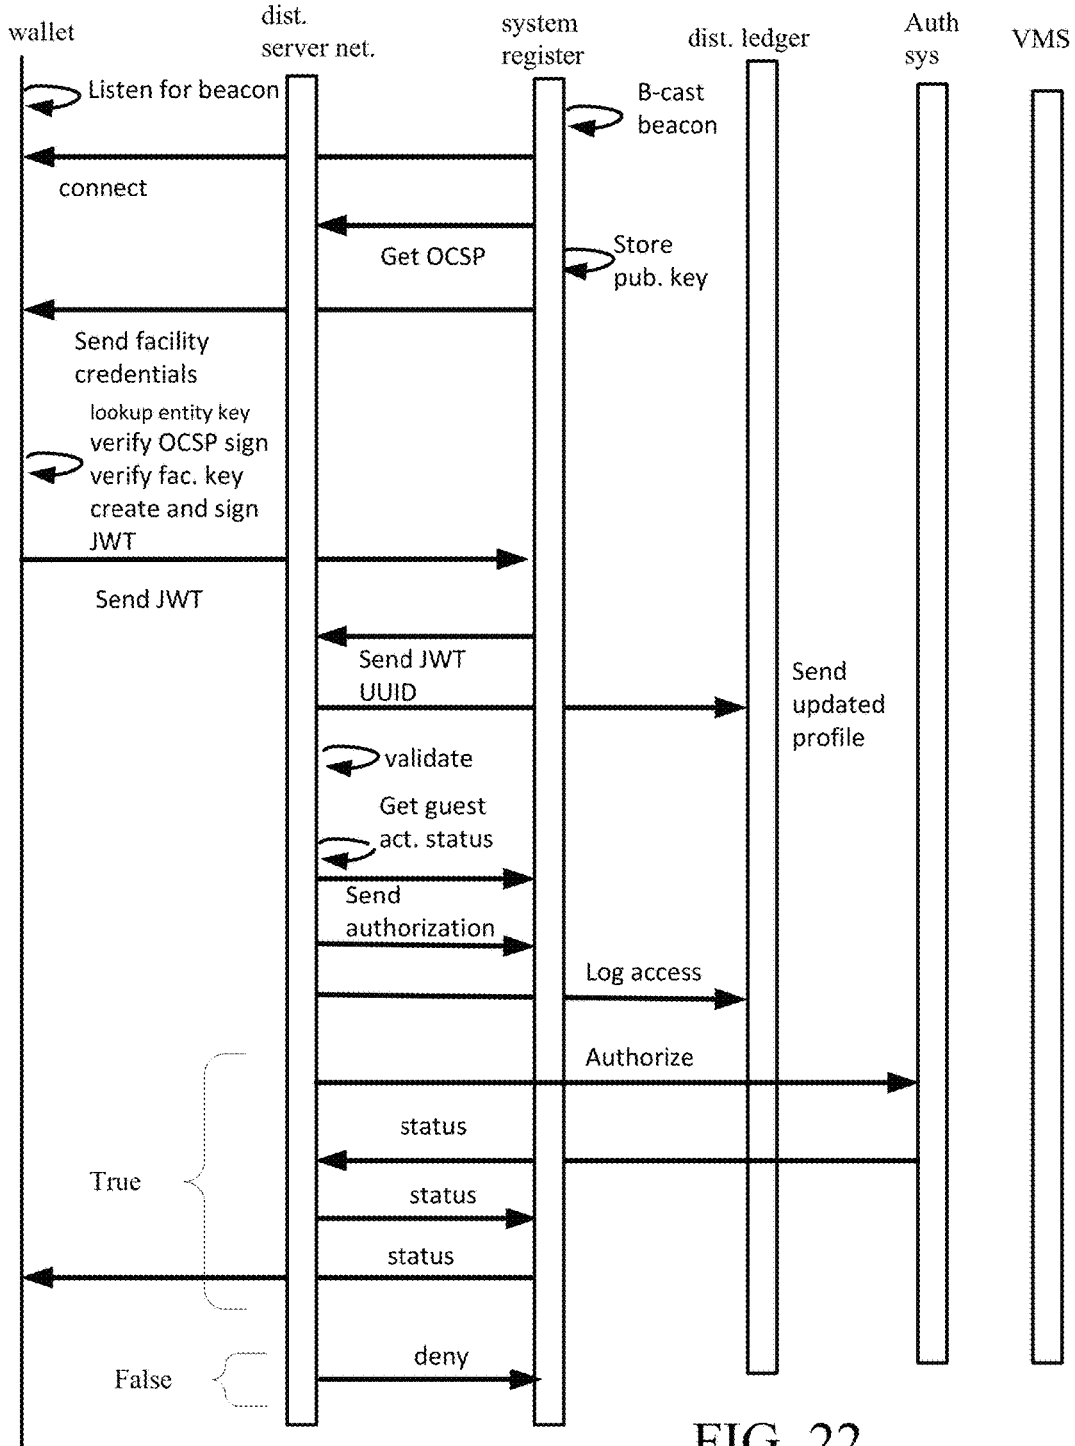 wallet
dist.
server net.
system
register
dist. ledger
Auth
sys
VMS
Listen for beacon
B-cast
beacon
connect
Get OCSP
Store
pub. key
Send facility
credentials
lookup entity key
verify OCSP sign
verify fac. key
create and sign
JWT
Send JWT
Send JWT
UUID
Send
updated
profile
validate
Get guest
act. status
Send
authorization
Log access
Authorize
status
True
status
status
deny
False
FIG. 22